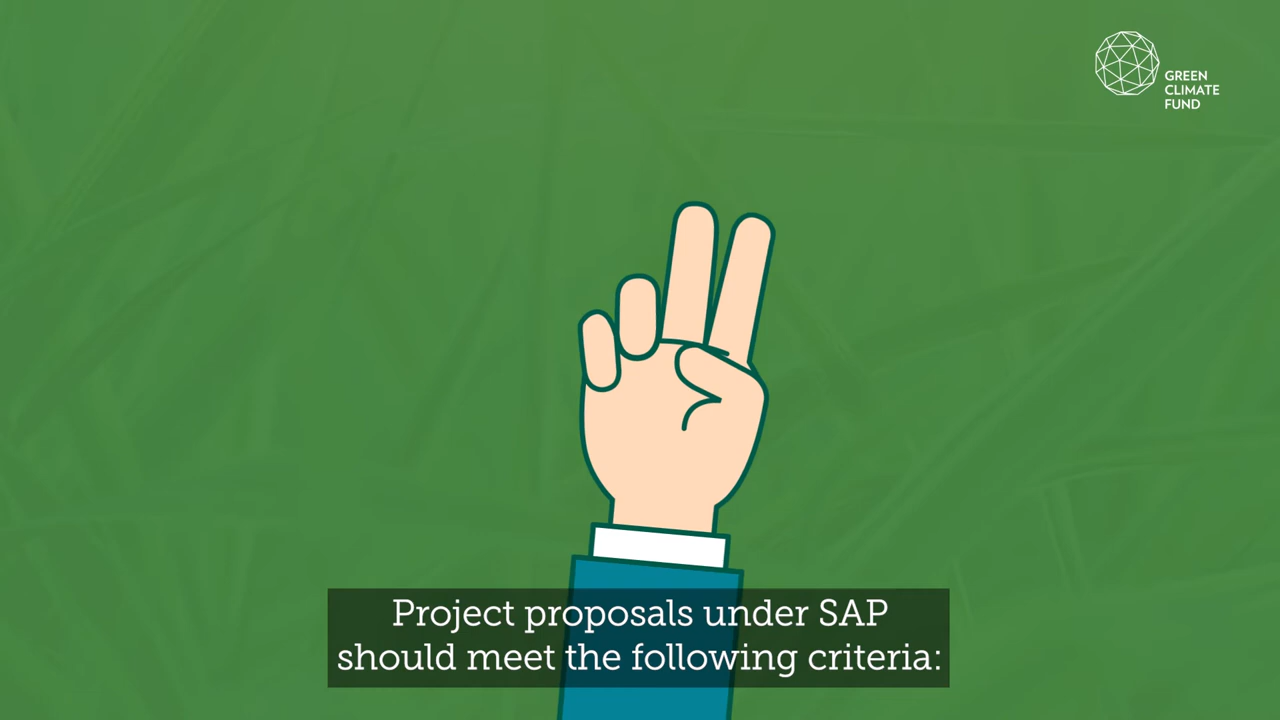 GREEN
CLIMATE
FUND
Project proposals under SAP
should meet the following criteria: